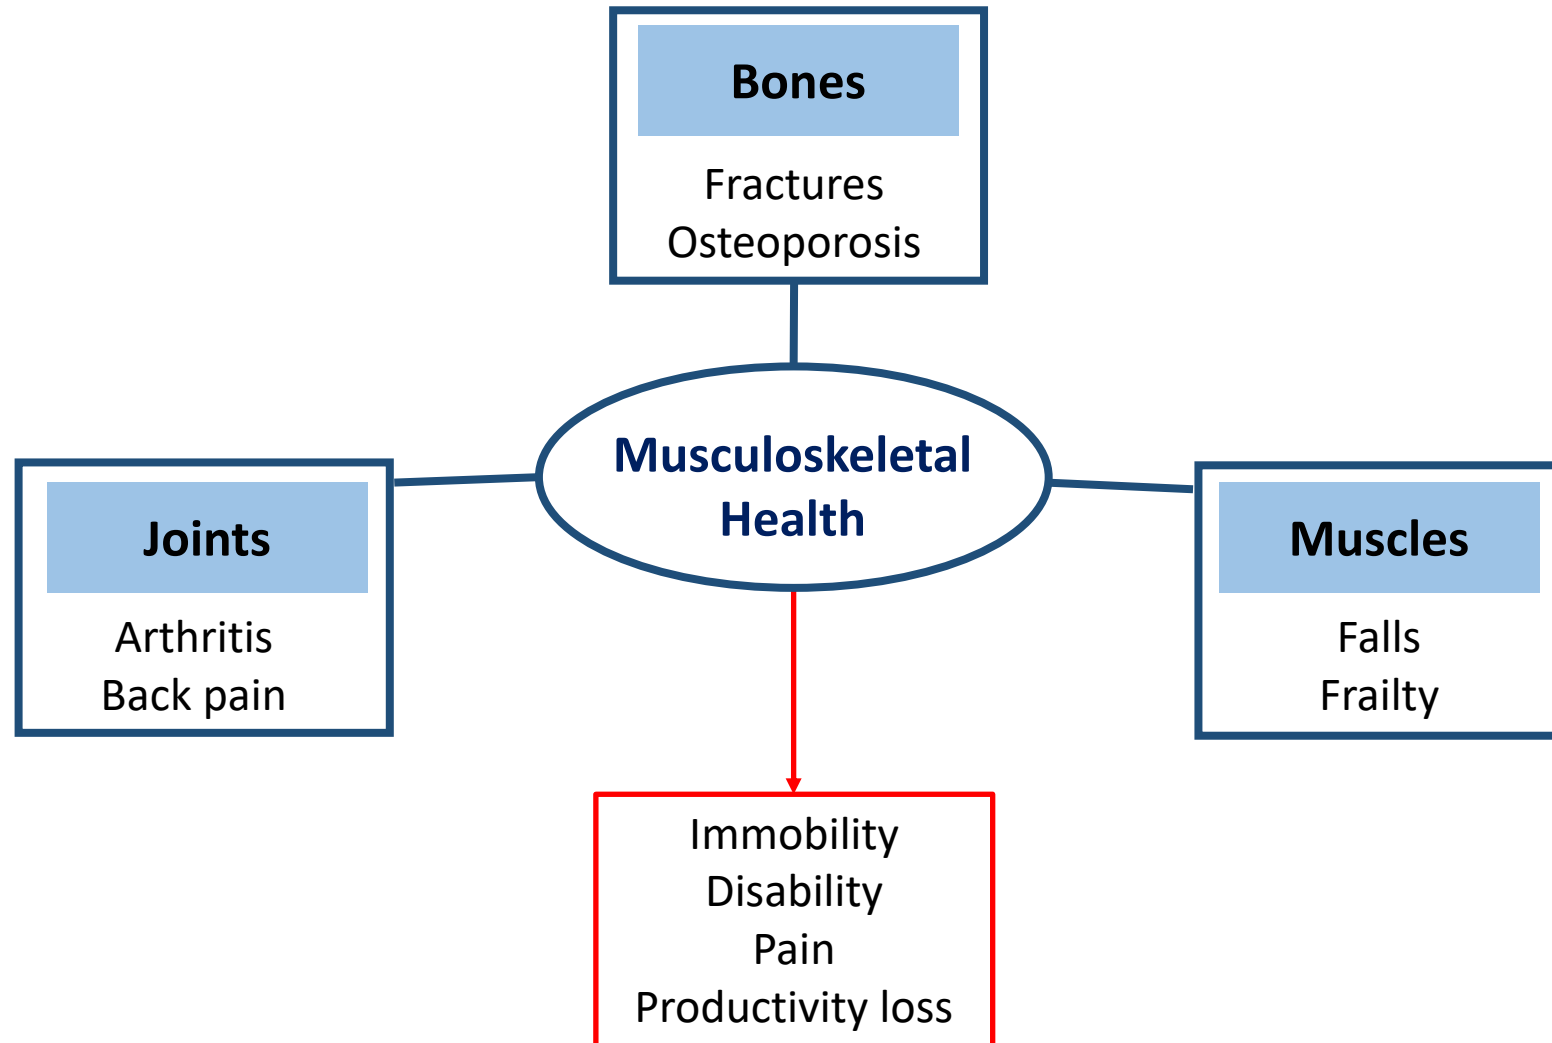 Bones
Fractures
Osteoporosis
Musculoskeletal
Health
Joints
Arthritis
Back pain
Muscles
Falls
Frailty
Immobility
Disability
Pain
Productivity loss